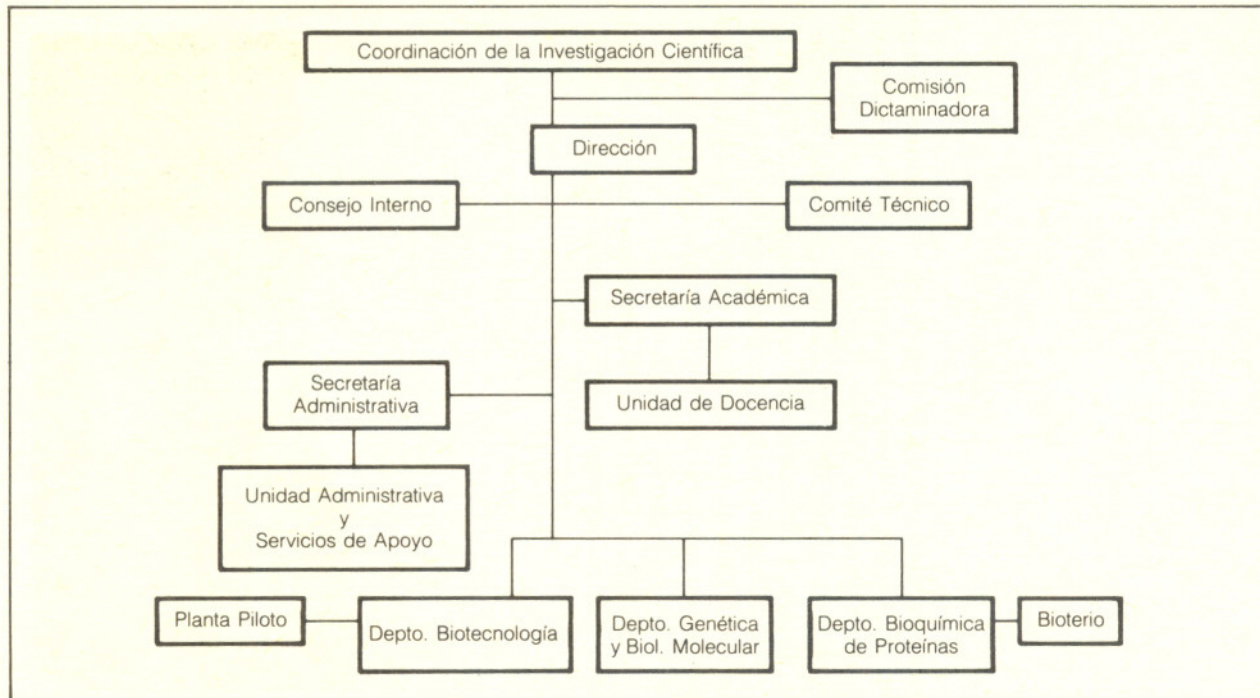 Coordinación de la Investigación Científica
Comisión
Dictaminadora
Dirección
Consejo Interno
Comité Técnico
Secretaría Académica
Secretaría
Administrativa
Unidad de Docencia
Unidad Administrativa
y
Servicios de Apoyo
Planta Piloto
Depto. Biotecnología
Depto. Genética
y Biol. Molecular
Depto. Bioquímica
de Proteínas
Bioterio